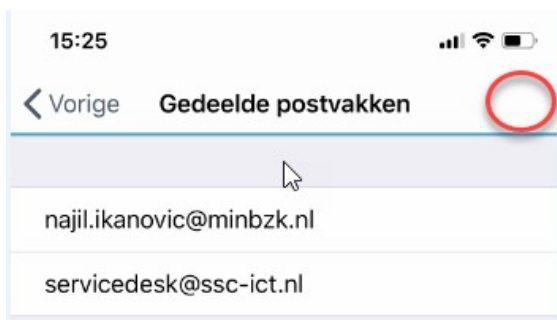 15:25
Vorige Gedeelde postvakken
najil.ikanovic@minbzk.nl
servicedesk@ssc-ict.nl